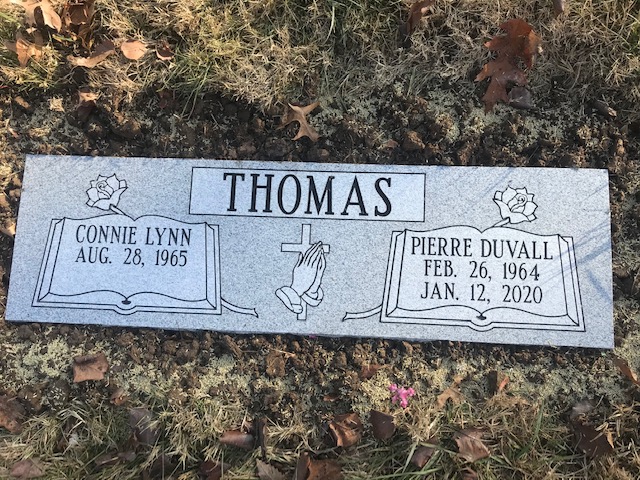 THOMAS
CONNIE LYNN
AUG. 28, 1965
PIERRE DUVALL
FEB. 26, 1964
JAN. 12, 2020